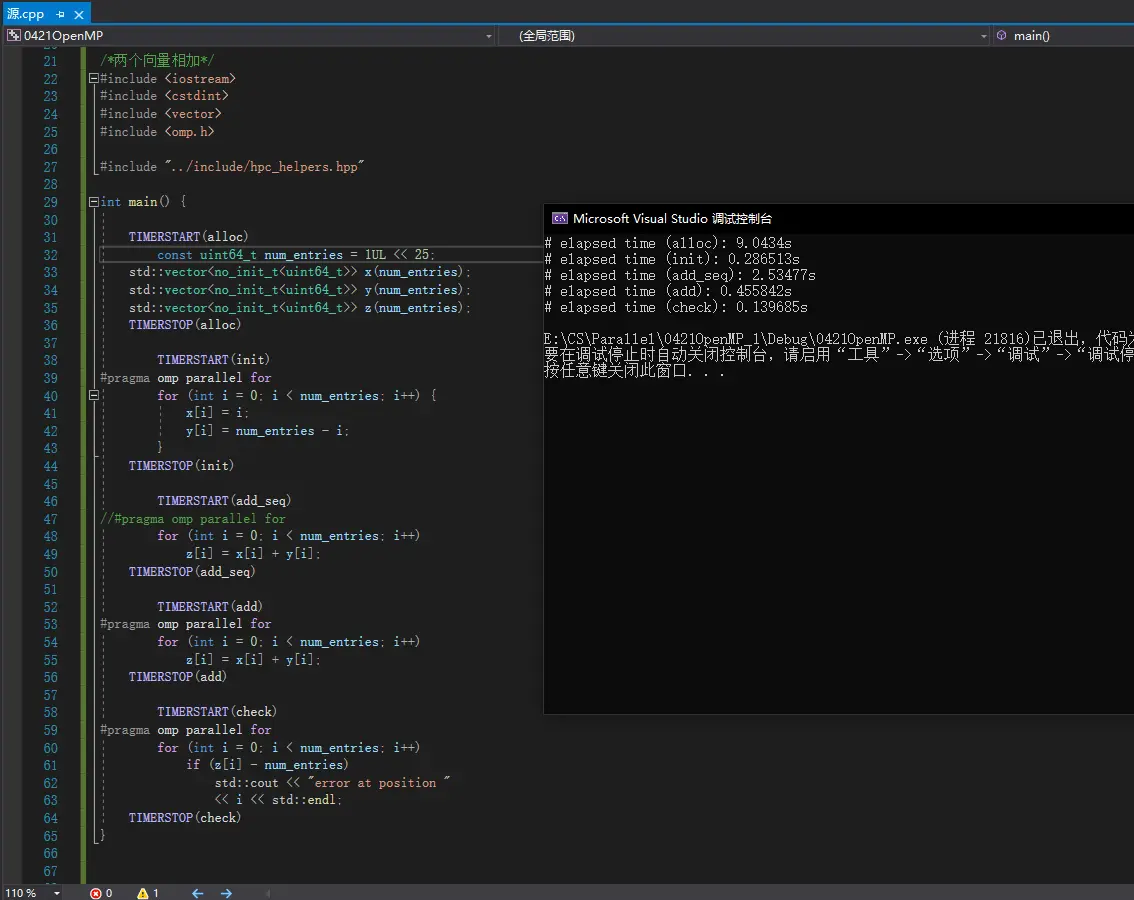 源.cpp
0421OpenMP (全局范围) main()
21 /*两个向量相加*/
22 #include <iostream>
23 #include <cstdint>
24 #include <vector>
25 #include <omp.h>
26
27 #include "../include/hpc_helpers.hpp"
28
29 int main() {
30
31 TIMERSTART(alloc)
32 const uint64_t num_entries = 1UL << 25;
33 std::vector<no_init_t<uint64_t>> x(num_entries);
34 std::vector<no_init_t<uint64_t>> y(num_entries);
35 std::vector<no_init_t<uint64_t>> z(num_entries);
36 TIMERSTOP(alloc)
37
38 TIMERSTART(init)
39 #pragma omp parallel for
40 for (int i = 0; i < num_entries; i++) {
41 x[i] = i;
42 y[i] = num_entries - i;
43 }
44 TIMERSTOP(init)
45
46 TIMERSTART(add_seq)
47 //#pragma omp parallel for
48 for (int i = 0; i < num_entries; i++)
49 z[i] = x[i] + y[i];
50 TIMERSTOP(add_seq)
51
52 TIMERSTART(add)
53 #pragma omp parallel for
54 for (int i = 0; i < num_entries; i++)
55 z[i] = x[i] + y[i];
56 TIMERSTOP(add)
57
58 TIMERSTART(check)
59 #pragma omp parallel for
60 for (int i = 0; i < num_entries; i++)
61 if (z[i] - num_entries)
62 std::cout << "error at position "
63 << i << std::endl;
64 TIMERSTOP(check)
65 }
66
67
Microsoft Visual Studio 调试控制台
# elapsed time (alloc): 9.0434s
# elapsed time (init): 0.286513s
# elapsed time (add_seq): 2.53477s
# elapsed time (add): 0.455842s
# elapsed time (check): 0.139685s
E:\CS\Parallel\0421OpenMP_1\Debug\0421OpenMP.exe (进程 21816)已退出，代码为
要在调试停止时自动关闭控制台，请启用“工具”->“选项”->“调试”->“调试停
按任意键关闭此窗口. . .
110 % 0 1